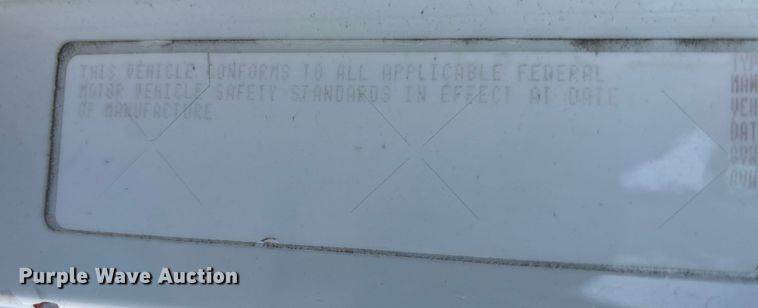 THIS VEHICLE CONFORMS TO ALL APPLICABLE FEDERAL
MOTOR VEHICLE SAFETY STANDARDS IN EFFECT AT DATE
OF MANUFACTURE
Purple Wave Auction